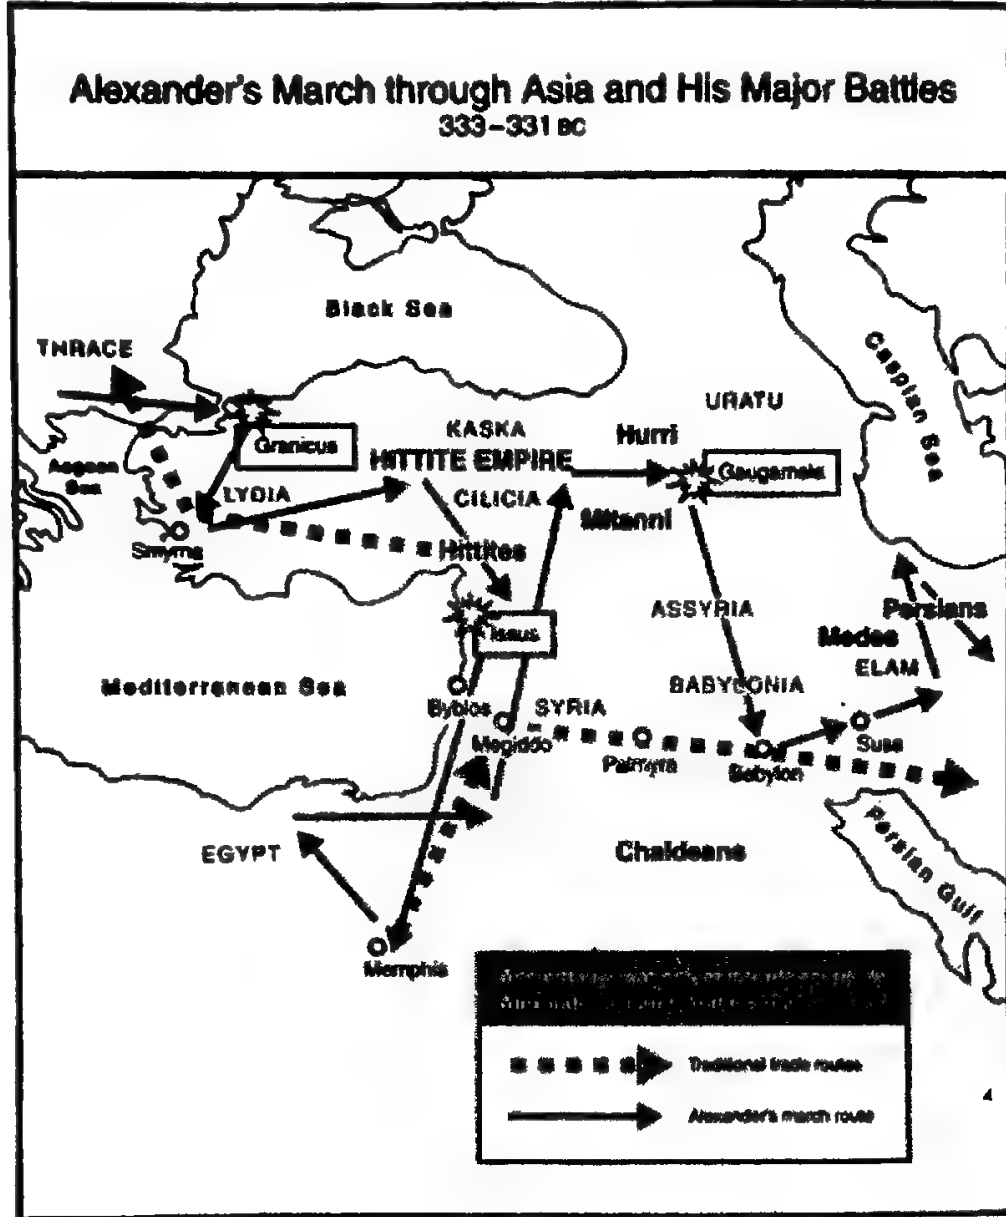 Alexander's March through Asia and His Major Battles
333–331 BC
Black Sea
THRACE
Caspian Sea
URATU
KASKA
Hurri
Granicus
HITTITE EMPIRE
Gaugamela
Aegean
Sea
LYDIA
CILICIA
Mitanni
Smyrna
Hittites
ASSYRIA
Persians
Issus
Medes
ELAM
Mediterranean Sea
BABYLONIA
Byblos
SYRIA
Megiddo
Susa
Palmyra
Babylon
EGYPT
Chaldeans
Persian Gulf
Memphis
Traditional trade routes
Alexander's march route
4